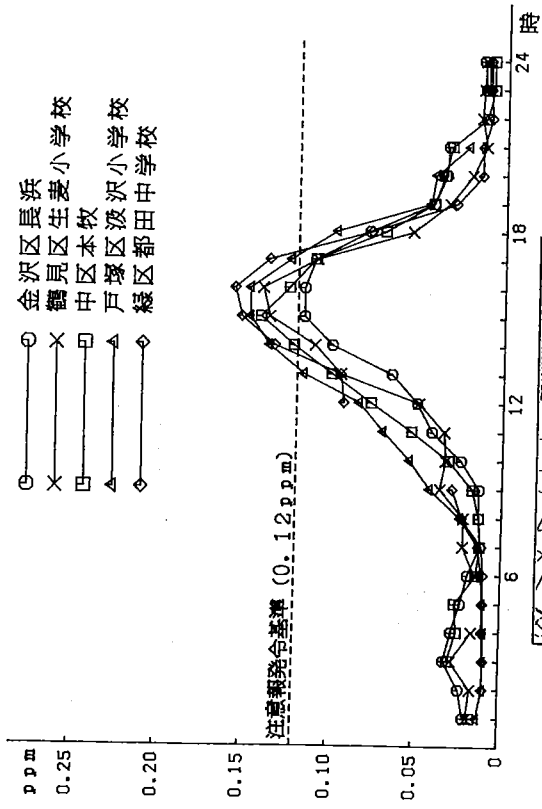 ppm
0.25
0.20
0.15
0.10
0.05
0
金沢区長浜
鶴見区生麦小学校
中区本牧
戸塚区汲沢小学校
緑区都田中学校
注意報発令基準(0.12ppm)
6
12
18
24
時